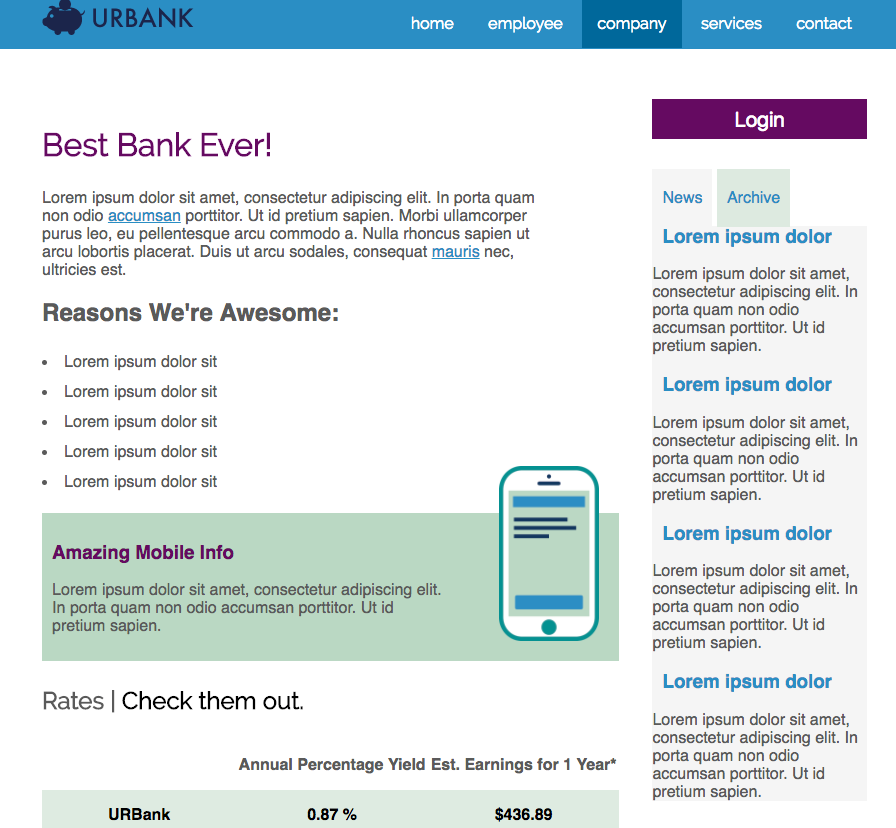 URBANK
home employee company services contact
Best Bank Ever!
Lorem ipsum dolor sit amet, consectetur adipiscing elit. In porta quam
non odio accumsan porttitor. Ut id pretium sapien. Morbi ullamcorper
purus leo, eu pellentesque arcu commodo a. Nulla rhoncus sapien ut
arcu lobortis placerat. Duis ut arcu sodales, consequat mauris nec,
ultricies est.
Reasons We're Awesome:
• Lorem ipsum dolor sit
• Lorem ipsum dolor sit
• Lorem ipsum dolor sit
• Lorem ipsum dolor sit
• Lorem ipsum dolor sit
Amazing Mobile Info
Lorem ipsum dolor sit amet, consectetur adipiscing elit.
In porta quam non odio accumsan porttitor. Ut id
pretium sapien.
Rates | Check them out.
Annual Percentage Yield Est. Earnings for 1 Year*
URBank 0.87 % $436.89
Login
News Archive
Lorem ipsum dolor
Lorem ipsum dolor sit amet,
consectetur adipiscing elit. In
porta quam non odio
accumsan porttitor. Ut id
pretium sapien.
Lorem ipsum dolor
Lorem ipsum dolor sit amet,
consectetur adipiscing elit. In
porta quam non odio
accumsan porttitor. Ut id
pretium sapien.
Lorem ipsum dolor
Lorem ipsum dolor sit amet,
consectetur adipiscing elit. In
porta quam non odio
accumsan porttitor. Ut id
pretium sapien.
Lorem ipsum dolor
Lorem ipsum dolor sit amet,
consectetur adipiscing elit. In
porta quam non odio
accumsan porttitor. Ut id
pretium sapien.